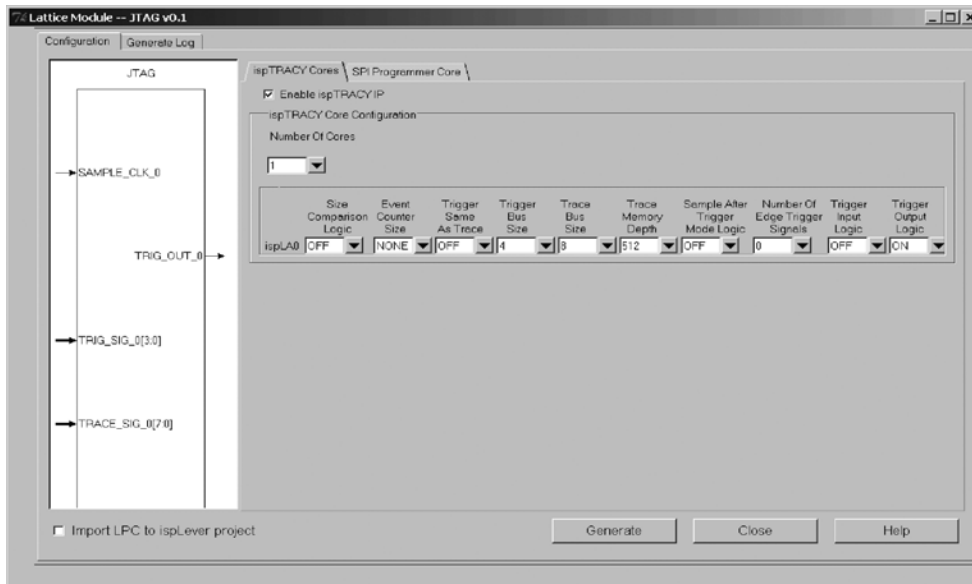 Lattice Module -- JTAG v0.1
Configuration
Generate Log
JTAG
SAMPLE_CLK_0
TRIG_OUT_0
TRIG_SIG_0[3:0]
TRACE_SIG_0[7:0]
ispTRACY Cores
SPI Programmer Core
Enable ispTRACY IP
ispTRACY Core Configuration
Number Of Cores
1
Size Comparison Logic
Event Counter Size
Trigger Same As Trace
Trigger Bus Size
Trace Bus Size
Trace Memory Depth
Sample After Trigger Mode Logic
Number Of Edge Trigger Signals
Trigger Input Logic
Trigger Output Logic
ispLA0 OFF NONE OFF 4 8 512 OFF 0 OFF ON
Import LPC to ispLever project
Generate
Close
Help